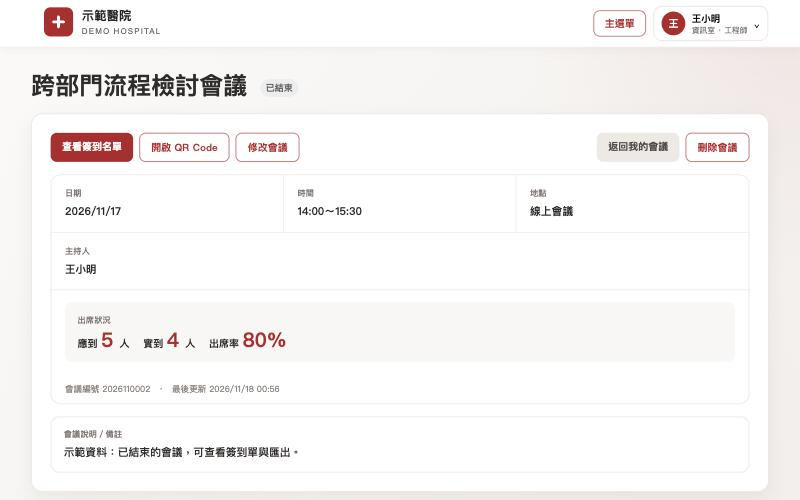 示範醫院
DEMO HOSPITAL
主選單
王
王小明
資訊室 · 工程師
跨部門流程檢討會議
已結束
查看簽到名單
開啟 QR Code
修改會議
返回我的會議
刪除會議
日期
2026/11/17
時間
14:00～15:30
地點
線上會議
主持人
王小明
出席狀況
應到 5 人 實到 4 人 出席率 80%
會議編號 2026110002 · 最後更新 2026/11/18 00:56
會議說明 / 備註
示範資料：已結束的會議，可查看簽到單與匯出。